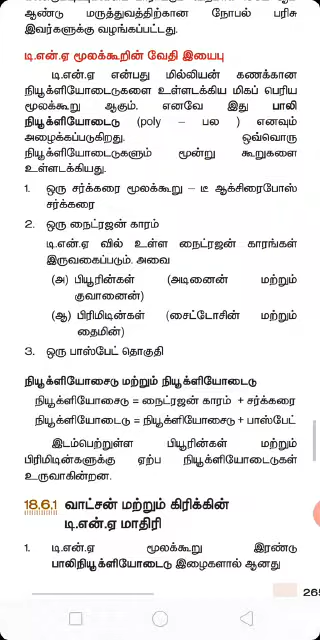 ஆண்டு மருத்துவத்திற்கான நோபல் பரிசு
இவர்களுக்கு வழங்கப்பட்டது.
டி.என்.ஏ மூலக்கூறின் வேதி இயைபு
டி.என்.ஏ என்பது மில்லியன் கணக்கான
நியூக்ளியோடைடுகளை உள்ளடக்கிய மிகப் பெரிய
மூலக்கூறு ஆகும். எனவே இது பாலி
நியூக்ளியோடைடு (poly – பல ) எனவும்
அழைக்கப்படுகிறது. ஒவ்வொரு
நியூக்ளியோடைடுகளும் மூன்று கூறுகளை
உள்ளடக்கியது.
1. ஒரு சர்க்கரை மூலக்கூறு – டீ ஆக்சிரைபோஸ்
சர்க்கரை
2. ஒரு நைட்ரஜன் காரம்
டி.என்.ஏ வில் உள்ள நைட்ரஜன் காரங்கள்
இருவகைப்படும். அவை
(அ) பியூரின்கள் (அடினைன் மற்றும்
குவானைன்)
(ஆ) பிரிமிடின்கள் (சைட்டோசின் மற்றும்
தைமின்)
3. ஒரு பாஸ்பேட் தொகுதி
நியூக்ளியோசைடு மற்றும் நியூக்ளியோடைடு
நியூக்ளியோசைடு = நைட்ரஜன் காரம் + சர்க்கரை
நியூக்ளியோடைடு = நியூக்ளியோசைடு + பாஸ்பேட்
இடம்பெற்றுள்ள பியூரின்கள் மற்றும்
பிரிமிடின்களுக்கு ஏற்ப நியூக்ளியோடைடுகள்
உருவாகின்றன.
18.6.1 வாட்சன் மற்றும் கிரிக்கின்
டி.என்.ஏ மாதிரி
1. டி.என்.ஏ மூலக்கூறு இரண்டு
பாலிநியூக்ளியோடைடு இழைகளால் ஆனது